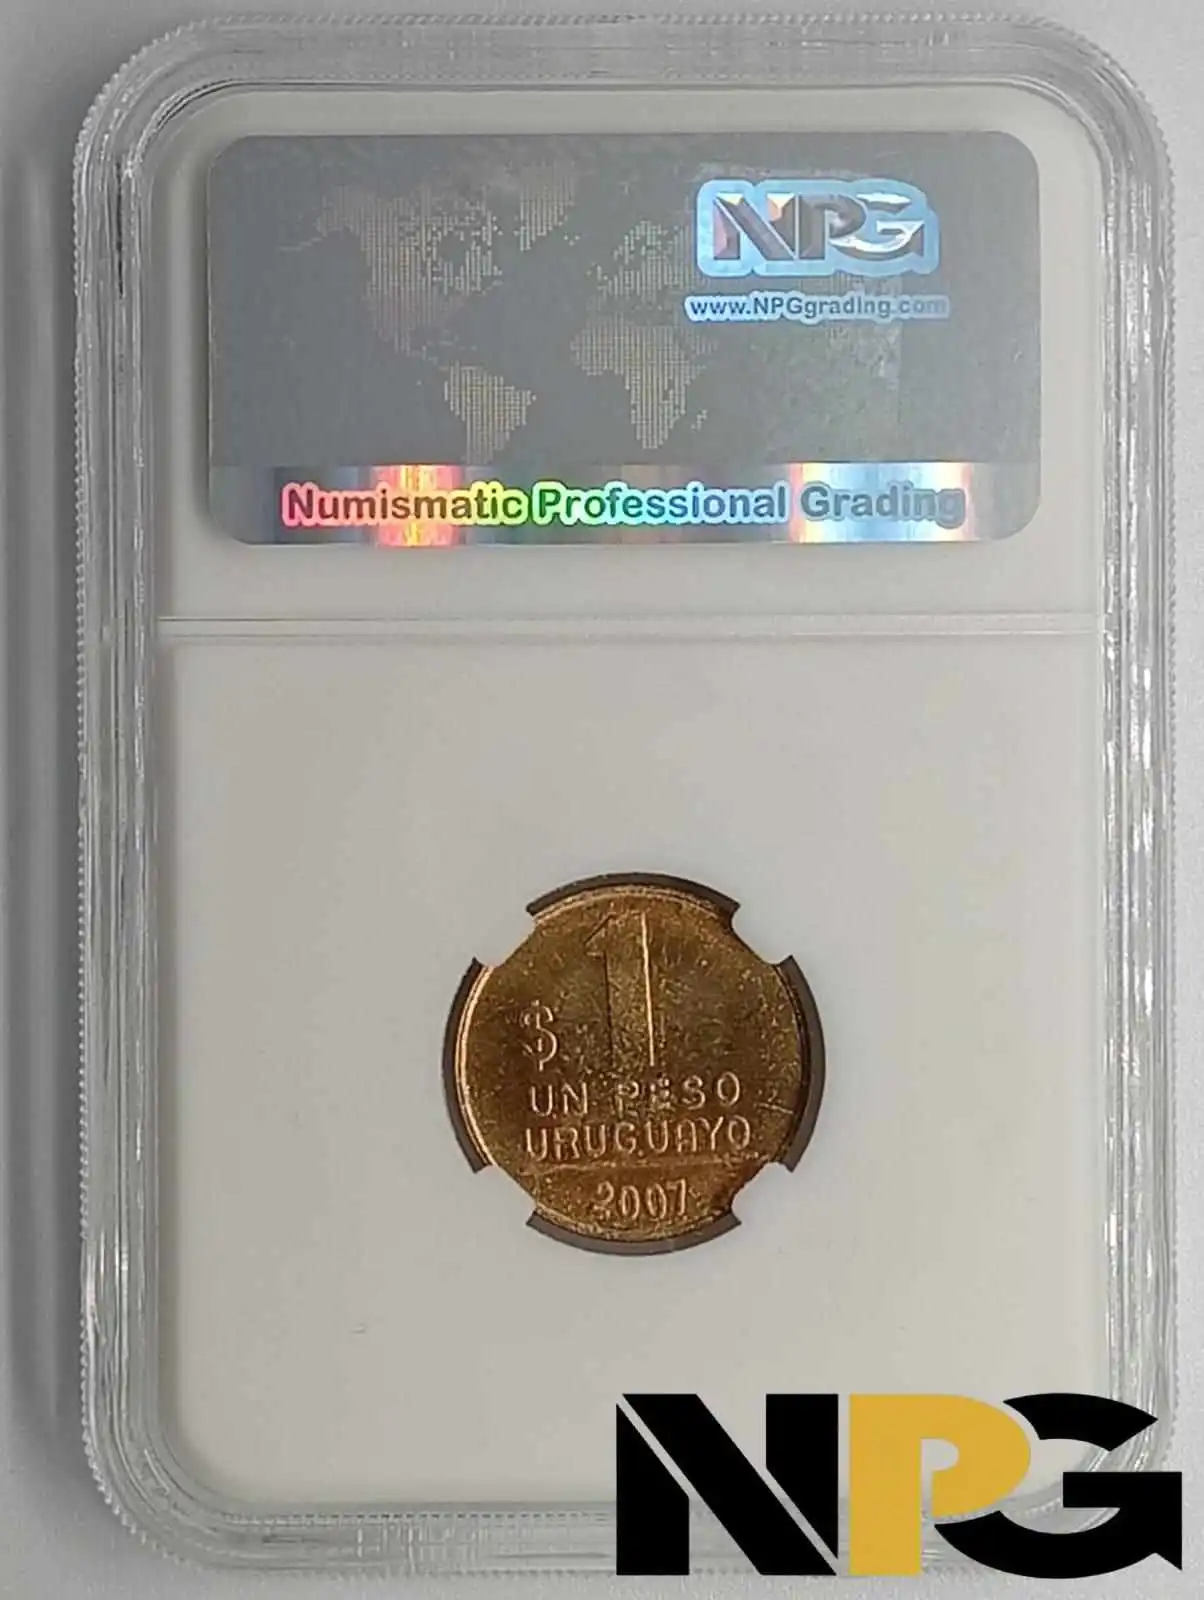 NPG
www.NPGgrading.com
Numismatic Professional Grading
$ 1
UN PESO
URUGUAYO
2007
NPG